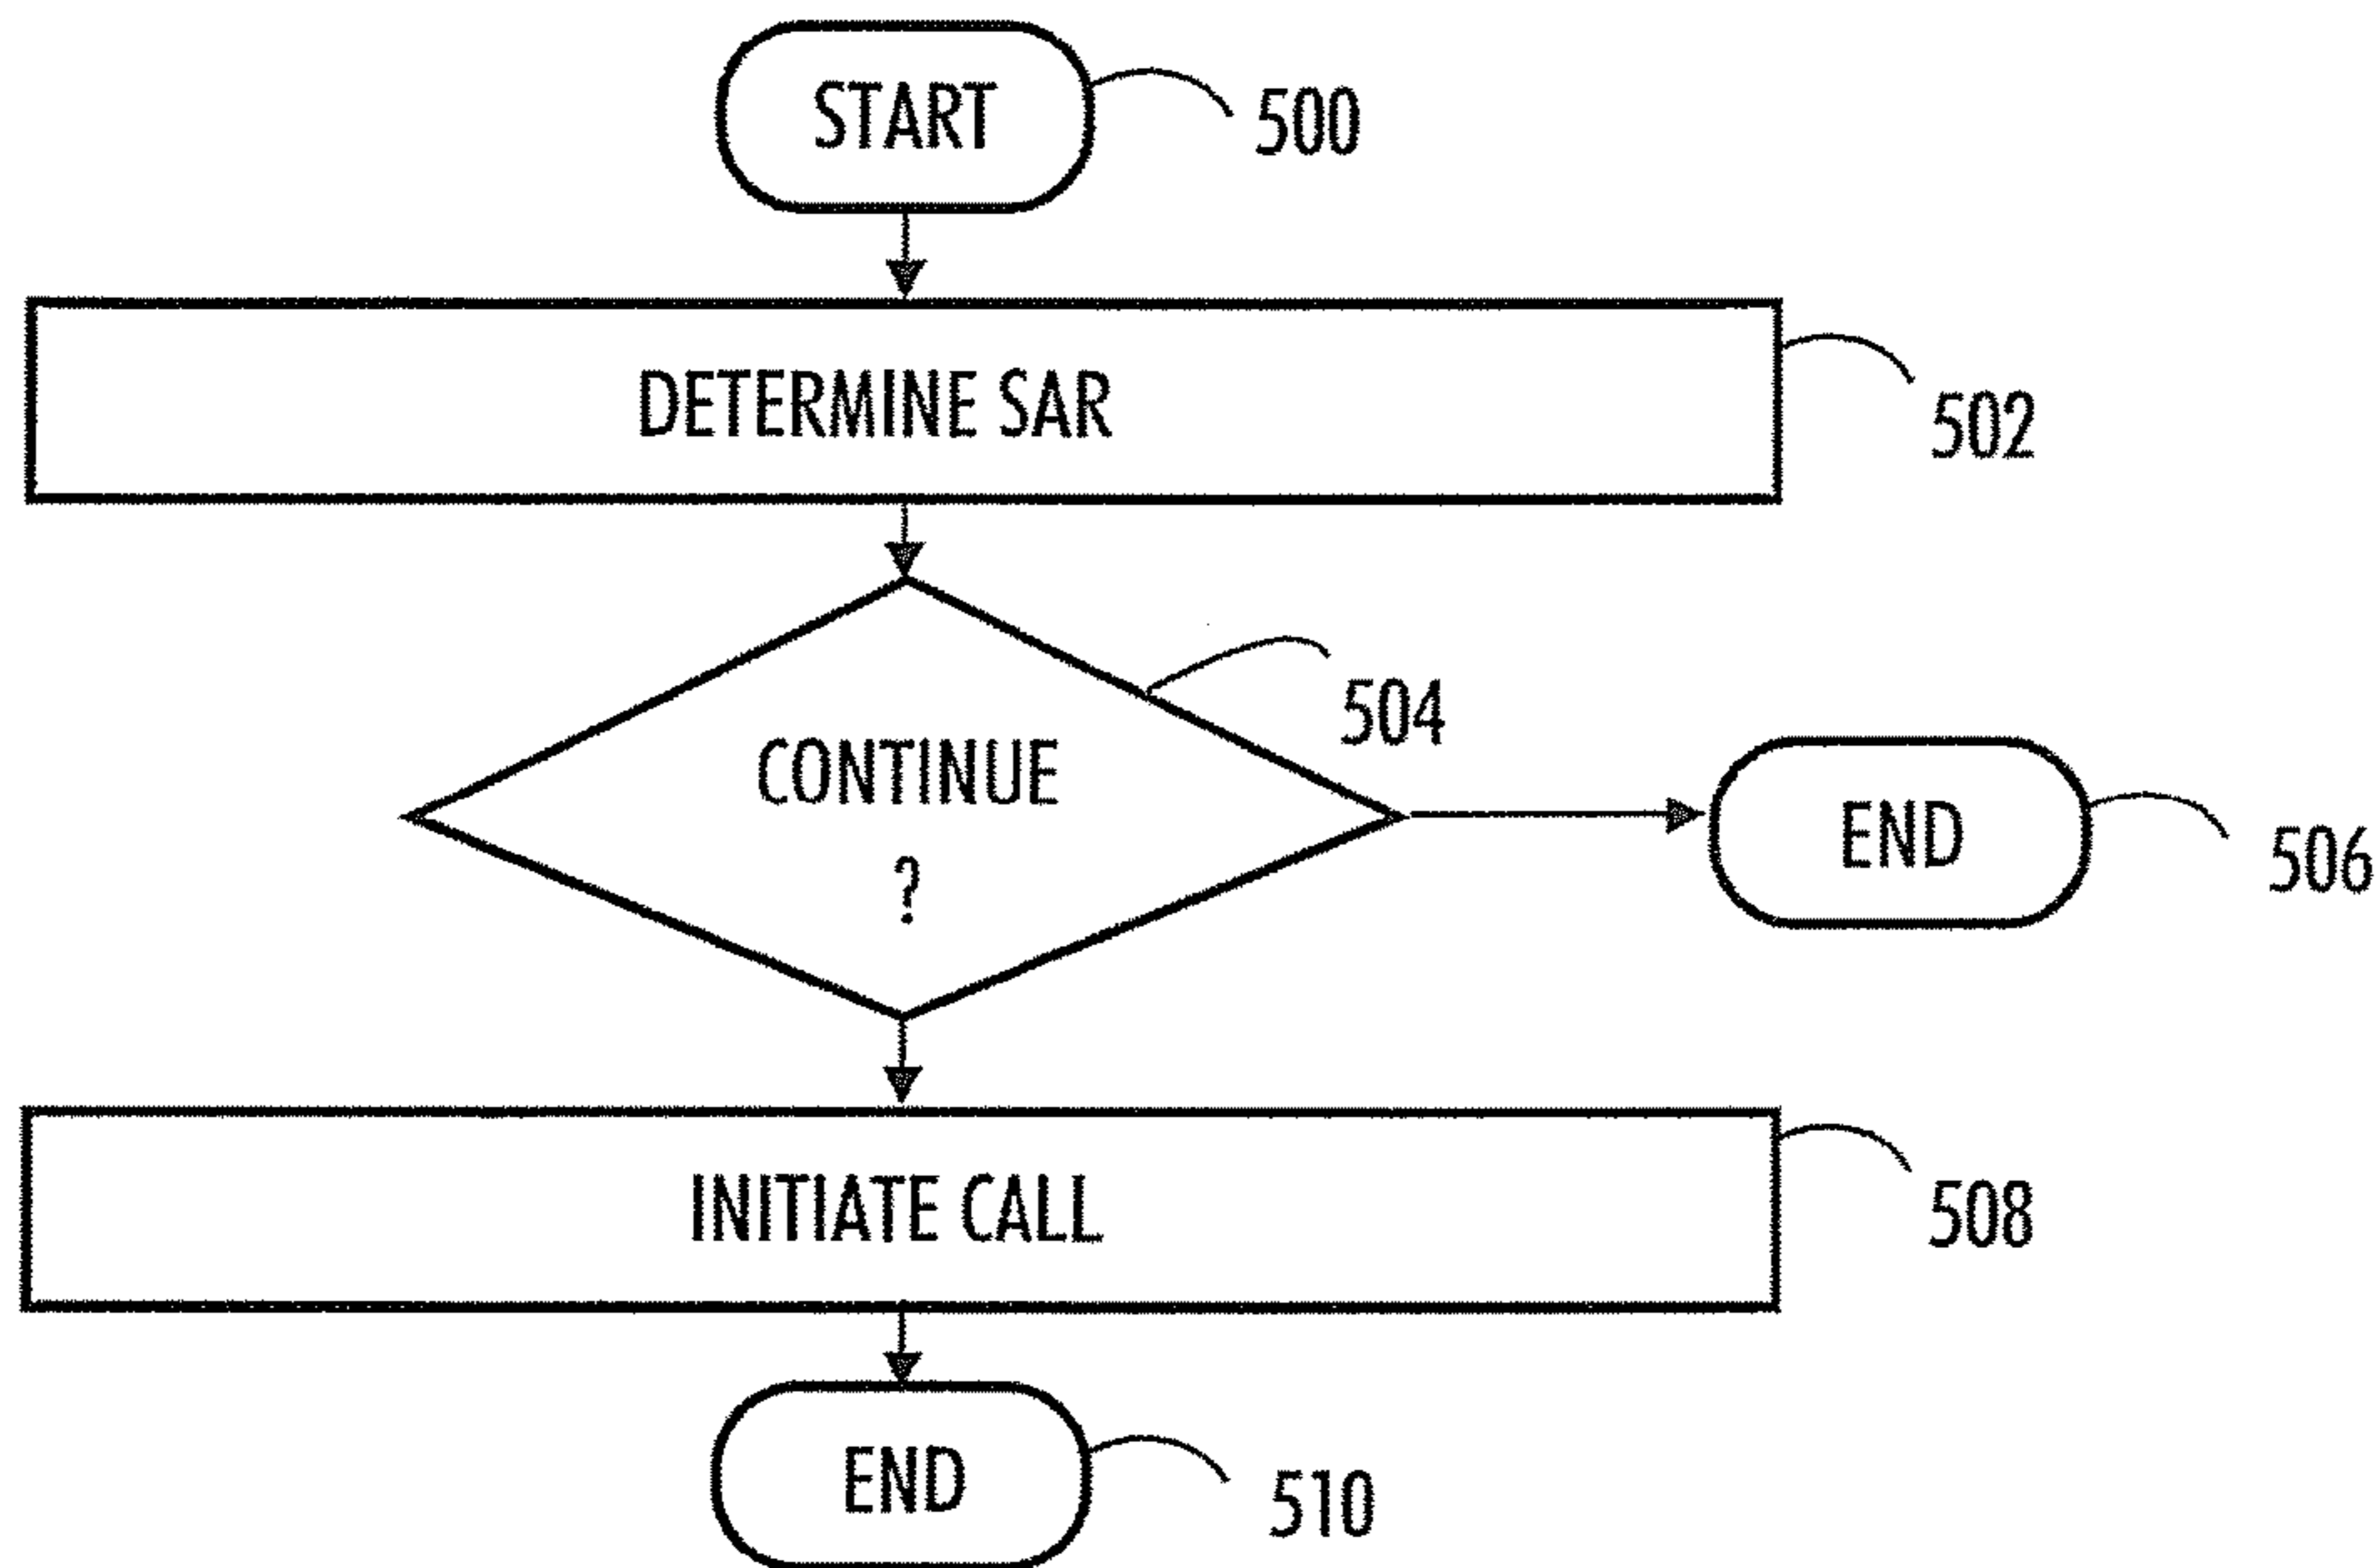 START
500
DETERMINE SAR
502
504
CONTINUE
?
END
506
INITIATE CALL
508
END
510